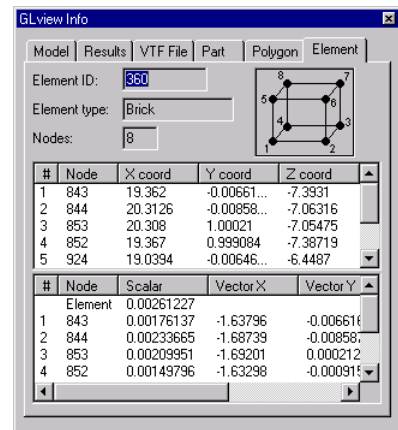 GLview Info
Model Results VTF File Part Polygon Element
Element ID: 360
Element type: Brick
Nodes: 8
8 7
5 6
4 3
1 2
# Node X coord Y coord Z coord
1 843 19.362 -0.00661... -7.3931
2 844 20.3126 -0.00858... -7.06316
3 853 20.308 1.00021 -7.05475
4 852 19.367 0.999084 -7.38719
5 924 19.0394 -0.00646... -6.4487
# Node Scalar Vector X Vector Y
Element 0.00261227
1 843 0.00176137 -1.63796 -0.006616
2 844 0.00233665 -1.68739 -0.00858
3 853 0.00209951 -1.69201 0.000212
4 852 0.00149796 -1.63298 -0.000915